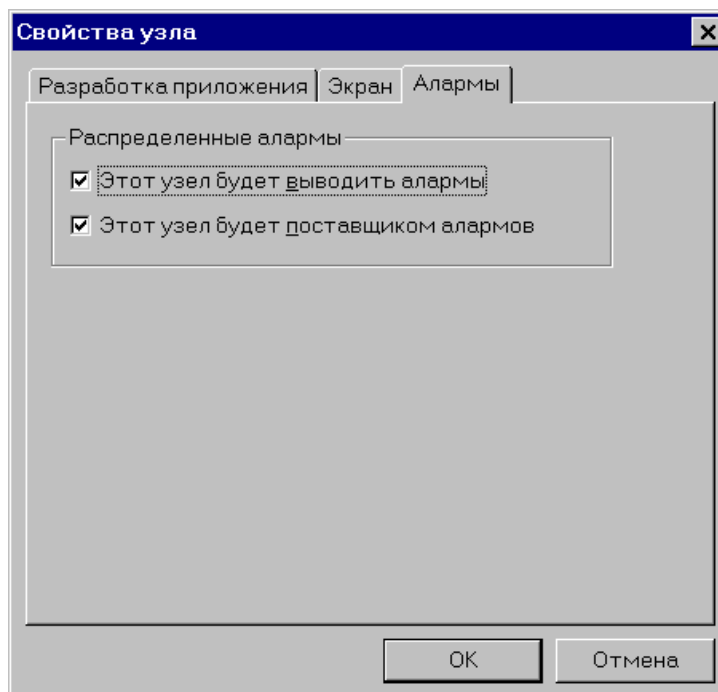 Свойства узла
Разработка приложения Экран Алармы
Распределенные алармы
Этот узел будет выводить алармы
Этот узел будет поставщиком алармов
OK Отмена